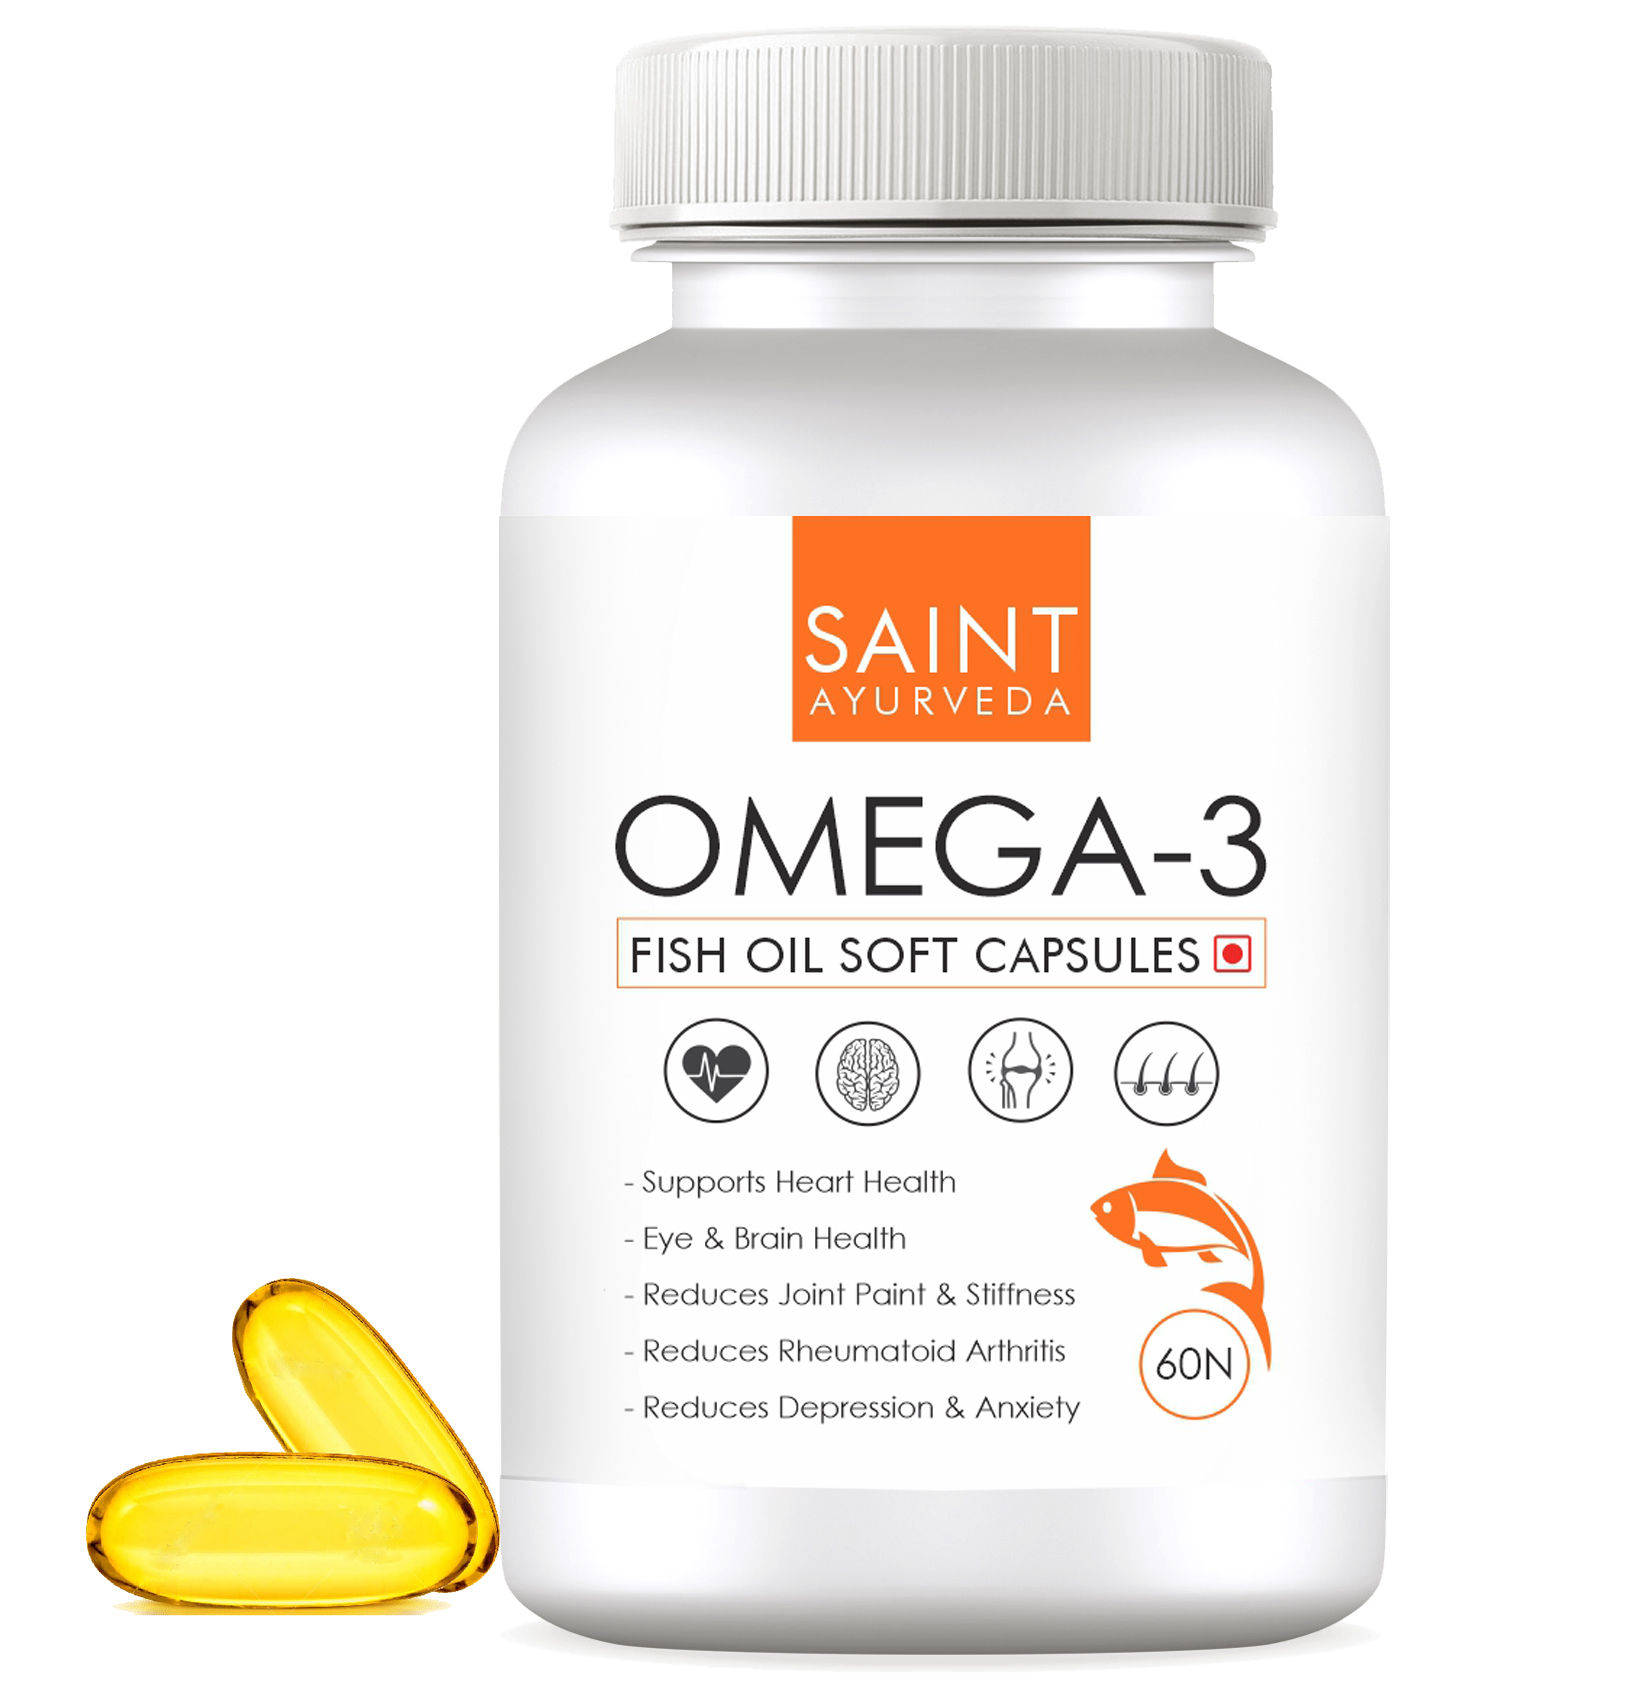 SAINT
AYURVEDA
OMEGA-3
FISH OIL SOFT CAPSULES
- Supports Heart Health
- Eye & Brain Health
- Reduces Joint Paint & Stiffness
- Reduces Rheumatoid Arthritis
- Reduces Depression & Anxiety
60N